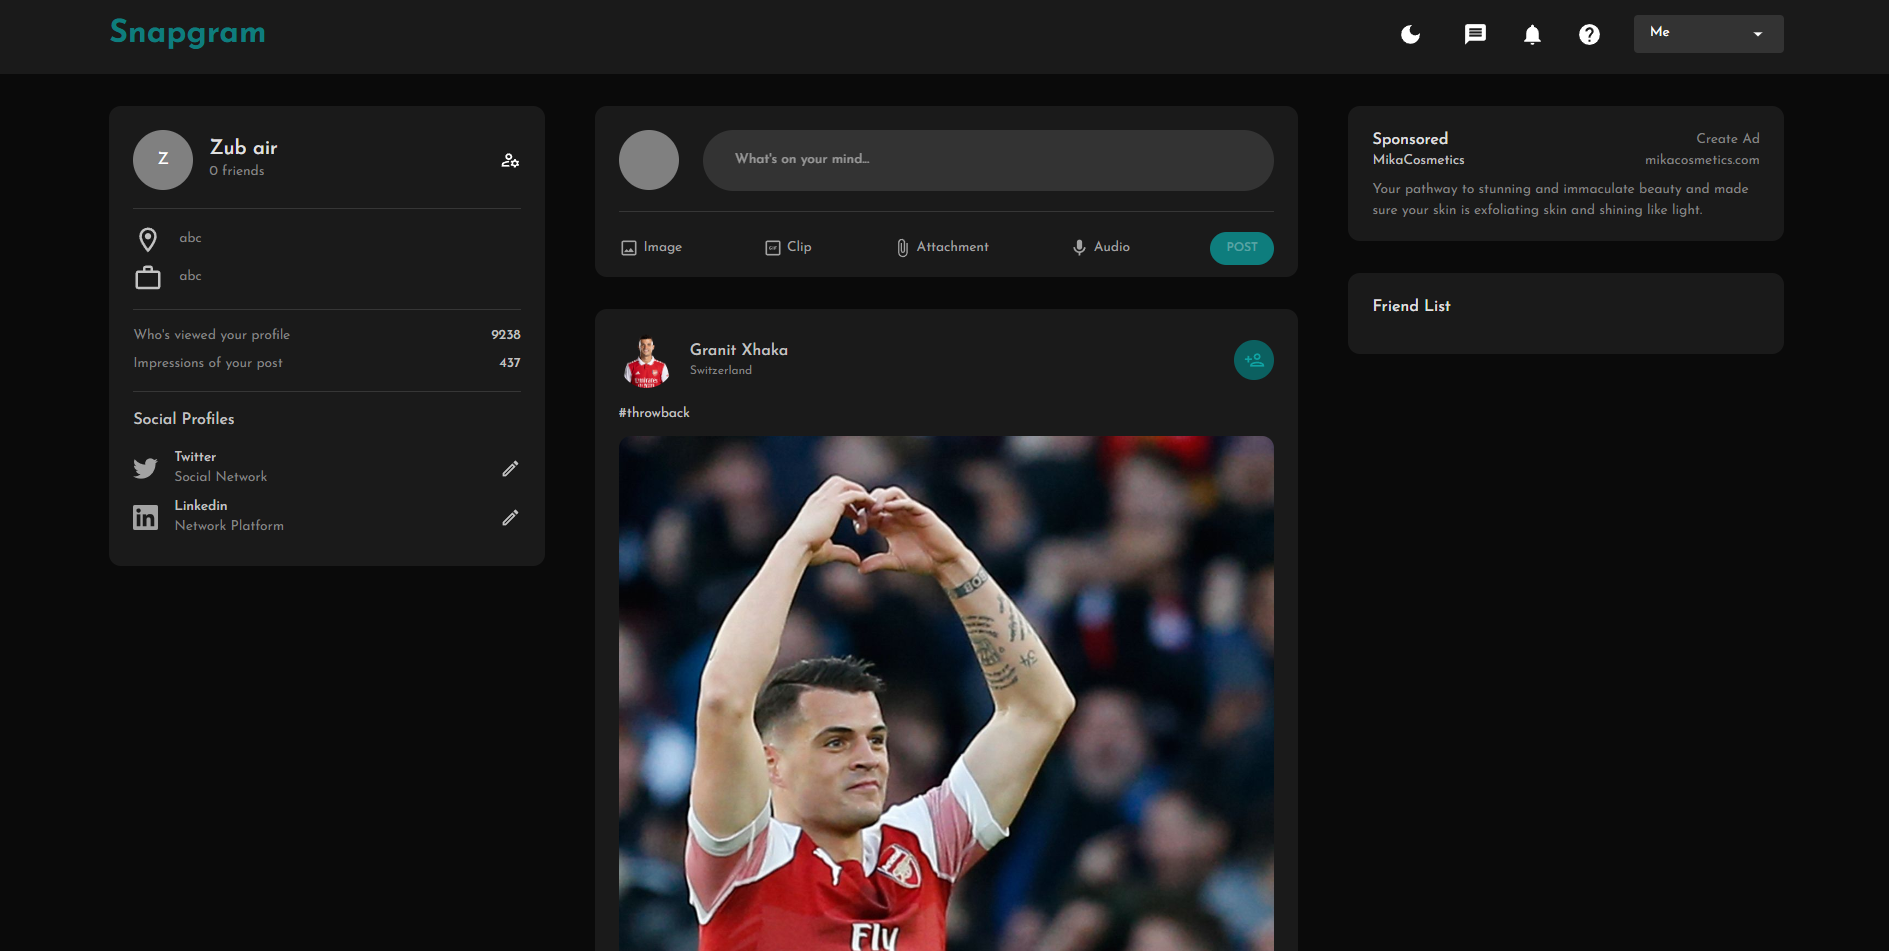 Snapgram
Me
Z
Zub air
0 friends
abc
abc
Who's viewed your profile 9238
Impressions of your post 437
Social Profiles
Twitter
Social Network
Linkedin
Network Platform
What's on your mind...
Image Clip Attachment Audio POST
Granit Xhaka
Switzerland
#throwback
Fly
Sponsored Create Ad
MikaCosmetics mikacosmetics.com
Your pathway to stunning and immaculate beauty and made
sure your skin is exfoliating skin and shining like light.
Friend List